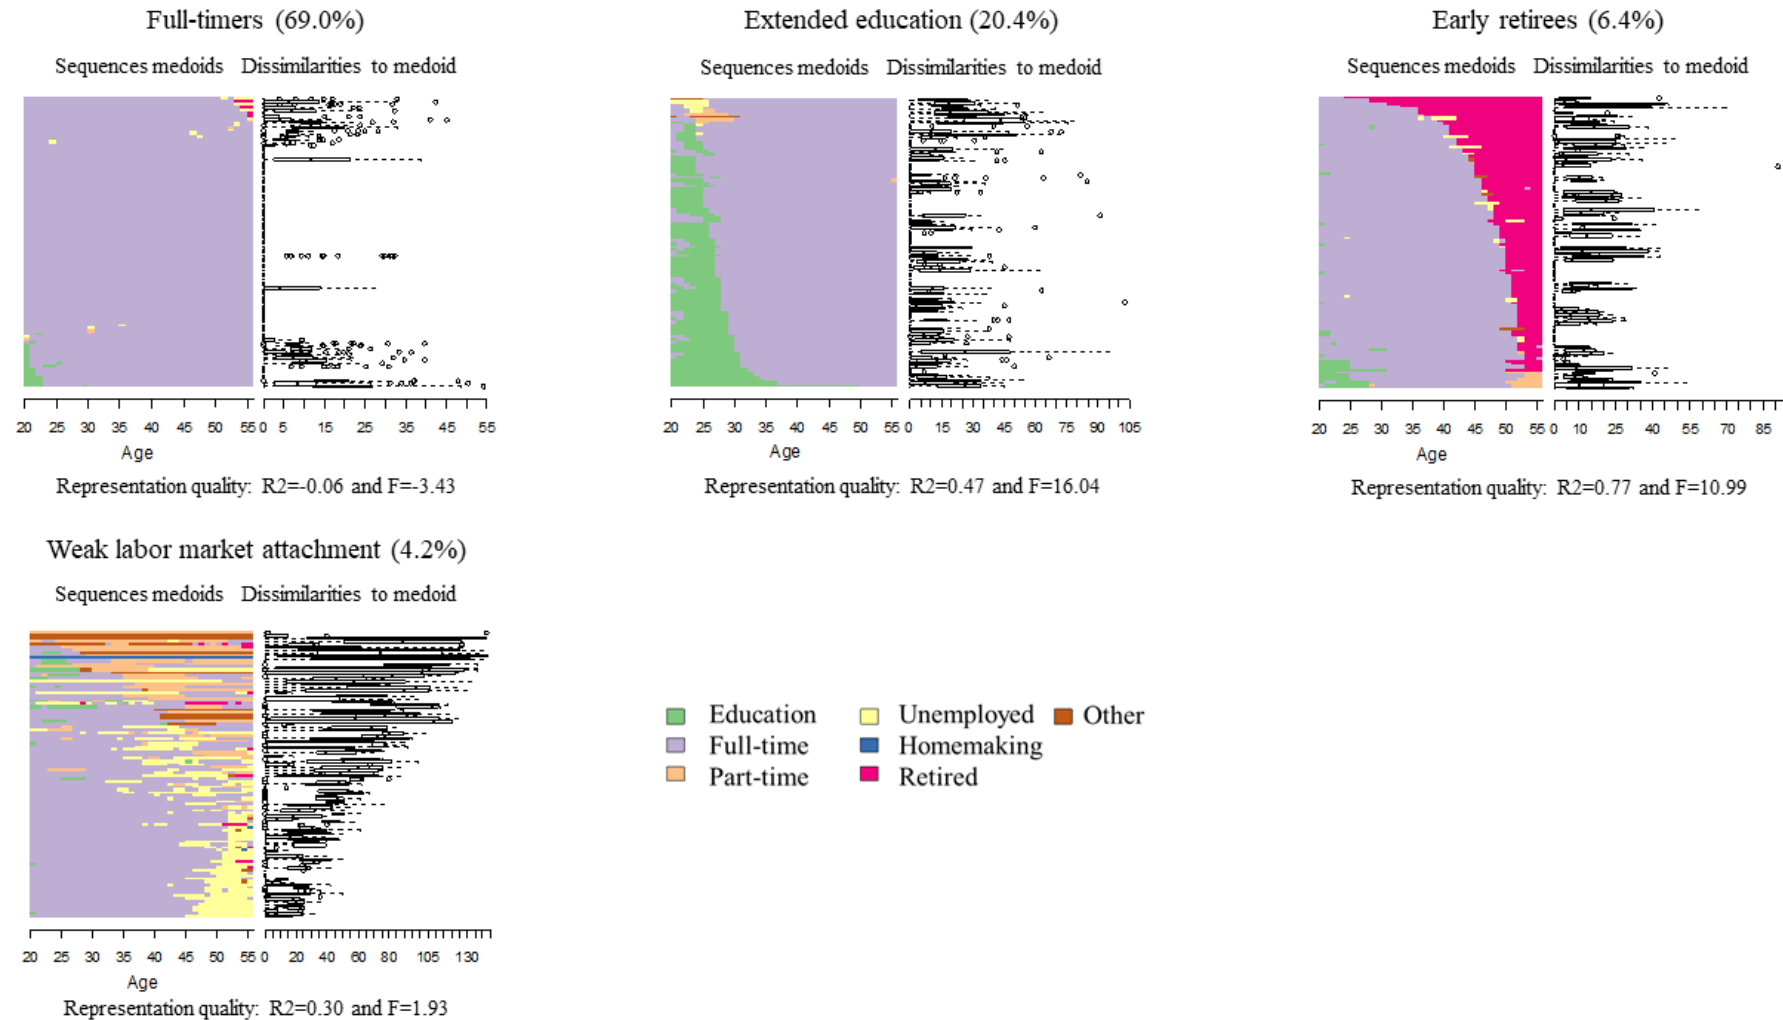 Full-timers (69.0%)
Sequences medoids Dissimilarities to medoid
20 25 30 35 40 45 50 55 0 5 15 25 35 45 55
Age
Representation quality: R2=-0.06 and F=-3.43
Extended education (20.4%)
Sequences medoids Dissimilarities to medoid
20 25 30 35 40 45 50 55 0 15 30 45 60 75 90 105
Age
Representation quality: R2=0.47 and F=16.04
Early retirees (6.4%)
Sequences medoids Dissimilarities to medoid
20 25 30 35 40 45 50 55 0 10 25 40 55 70 85
Age
Representation quality: R2=0.77 and F=10.99
Weak labor market attachment (4.2%)
Sequences medoids Dissimilarities to medoid
20 25 30 35 40 45 50 55 0 20 40 60 80 105 130
Age
Representation quality: R2=0.30 and F=1.93
Education Unemployed Other
Full-time Homemaking
Part-time Retired